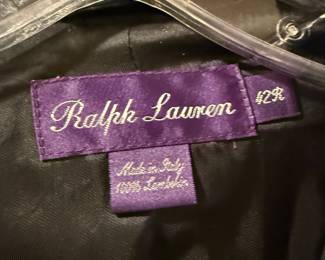 Ralph Lauren
42R
Made in Italy
100% Lambskin